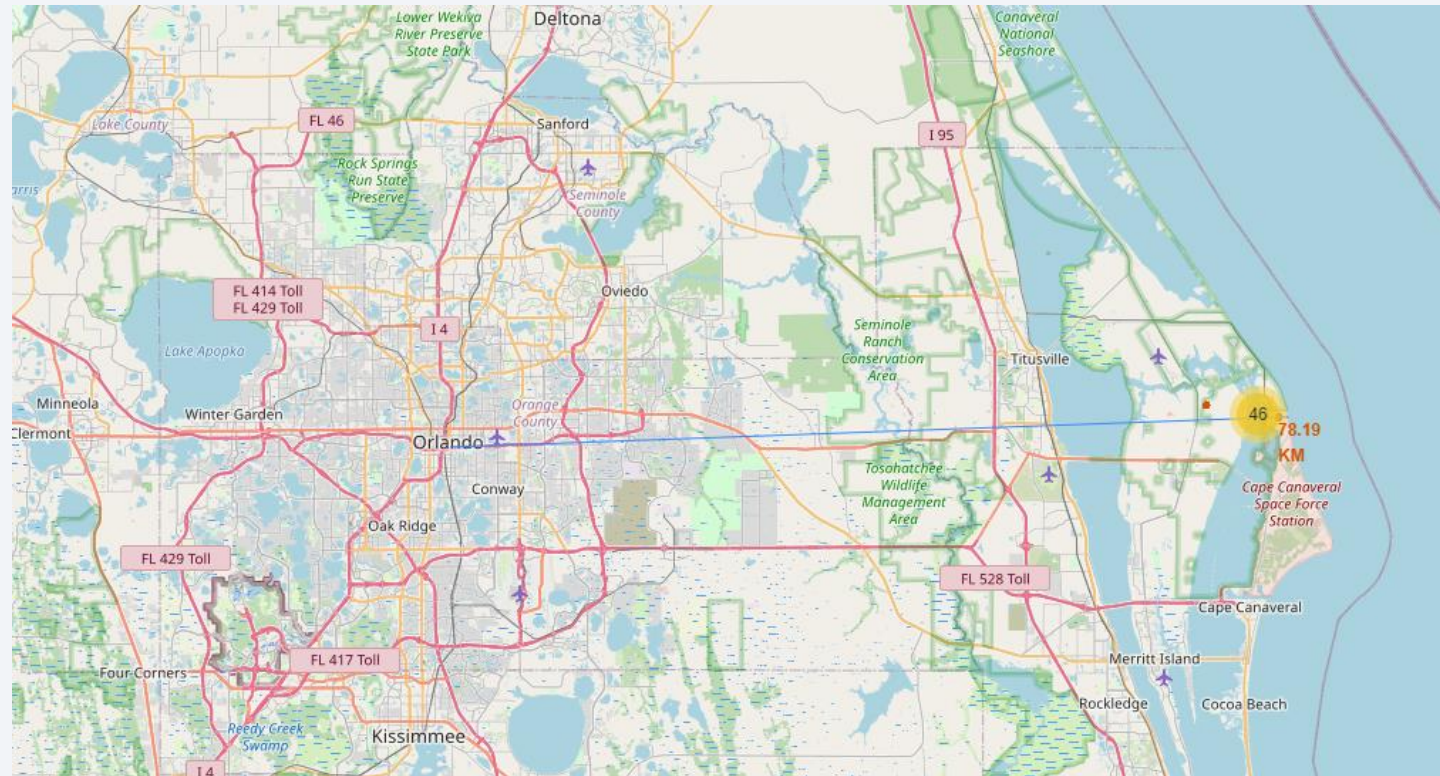 Lower Wekiva
River Preserve
State Park
Deltona
Canaveral
National
Seashore
Lake County
FL 46
Sanford
I 95
Rock Springs
Run State
Preserve
arris
Seminole
County
FL 414 Toll
FL 429 Toll
Oviedo
I 4
Lake Apopka
Seminole
Ranch
Conservation
Area
Titusville
Minneola
Winter Garden
Orange
County
46
Clermont
Orlando
78.19
KM
Conway
Tosohatchee
Wildlife
Management
Area
Cape Canaveral
Space Force
Station
Oak Ridge
FL 429 Toll
FL 528 Toll
Cape Canaveral
FL 417 Toll
Merritt Island
Four Corners
Rockledge
Cocoa Beach
Reedy Creek
Swamp
Kissimmee
I 4